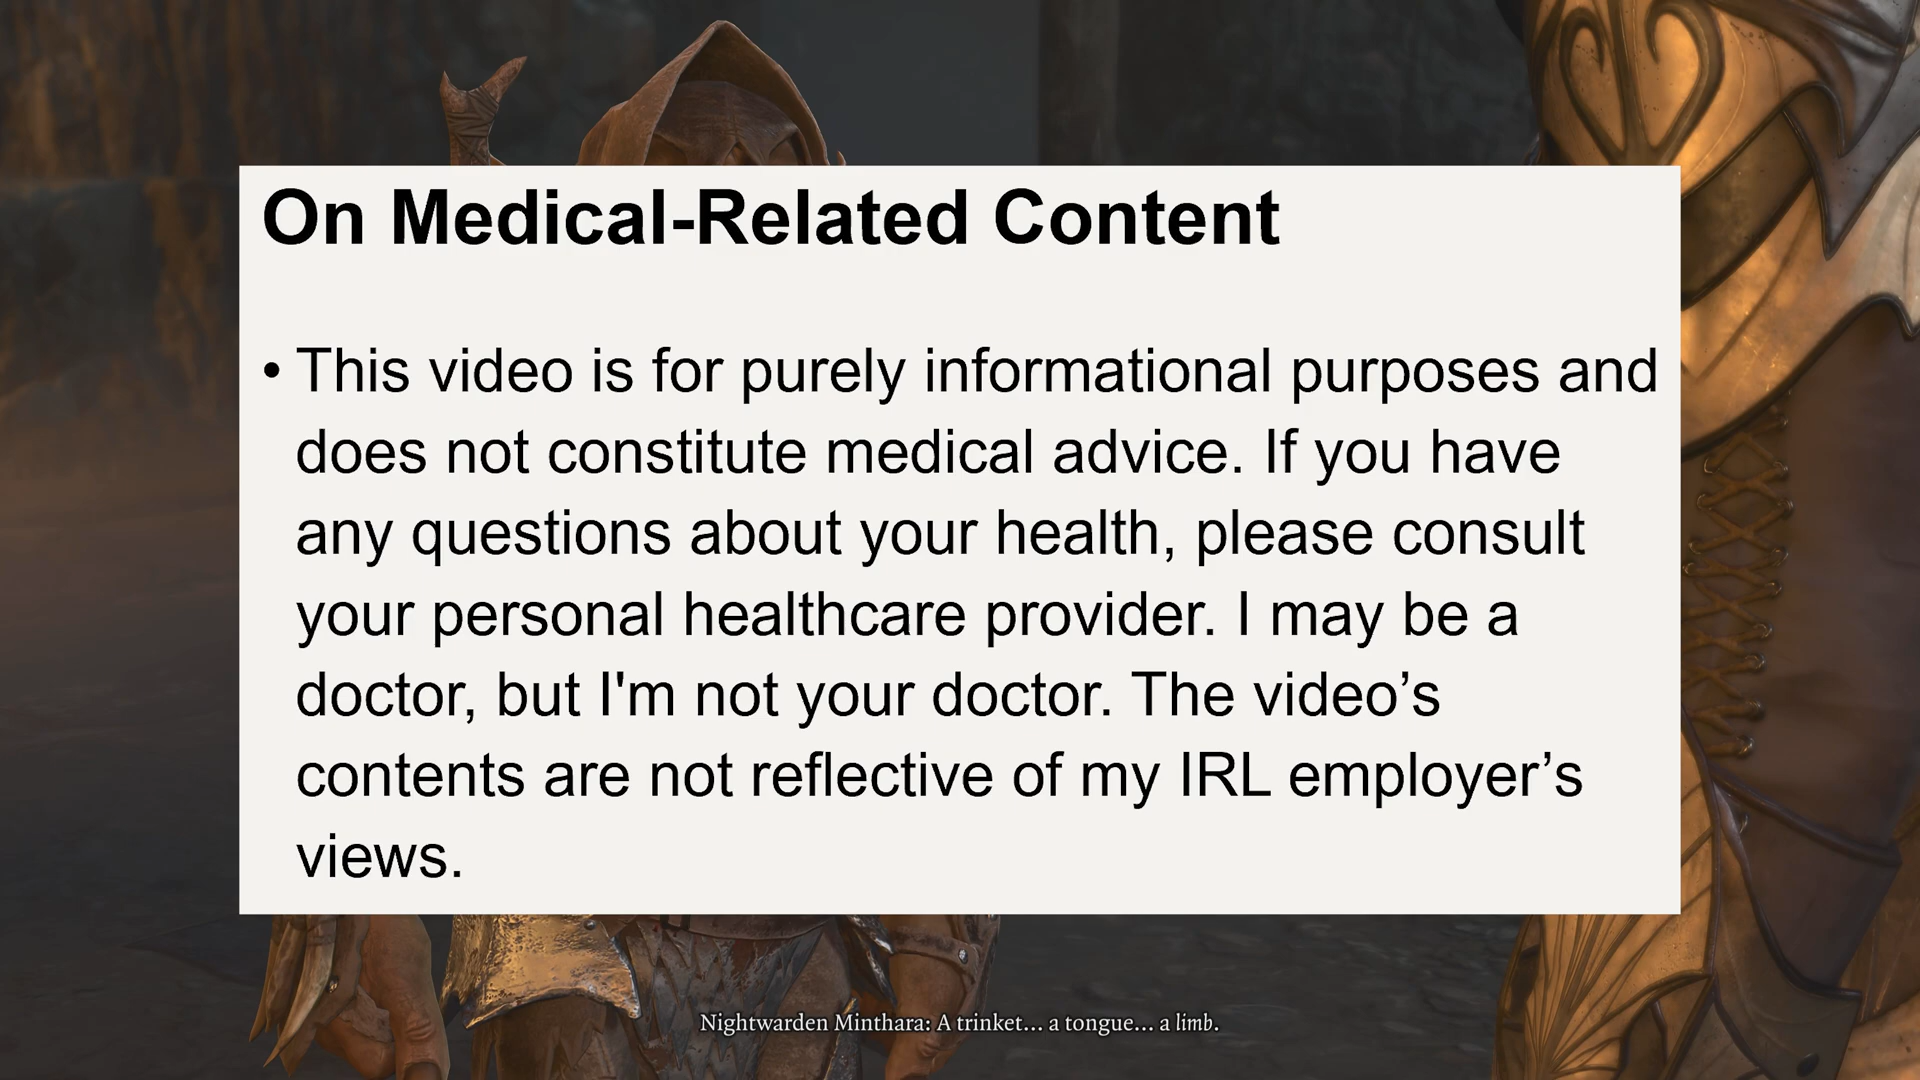 On Medical-Related Content
• This video is for purely informational purposes and
does not constitute medical advice. If you have
any questions about your health, please consult
your personal healthcare provider. I may be a
doctor, but I'm not your doctor. The video’s
contents are not reflective of my IRL employer’s
views.
Nightwarden Minthara: A trinket... a tongue... a limb.